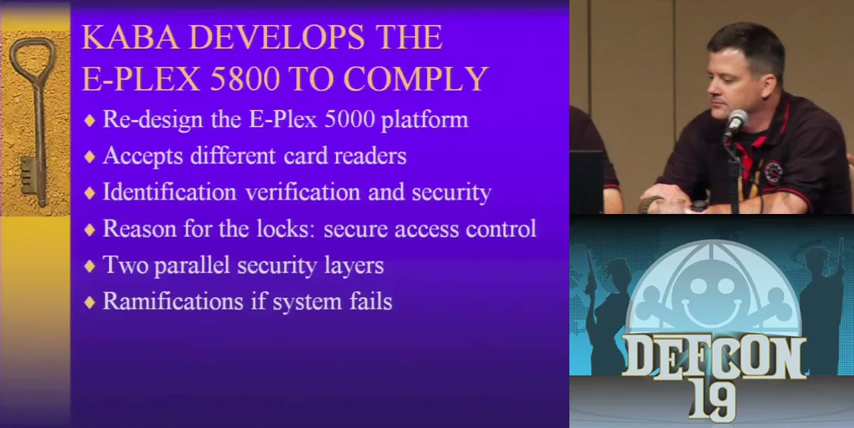 KABA DEVELOPS THE
E-PLEX 5800 TO COMPLY
♦ Re-design the E-Plex 5000 platform
♦ Accepts different card readers
♦ Identification verification and security
♦ Reason for the locks: secure access control
♦ Two parallel security layers
♦ Ramifications if system fails
DEFCON
19